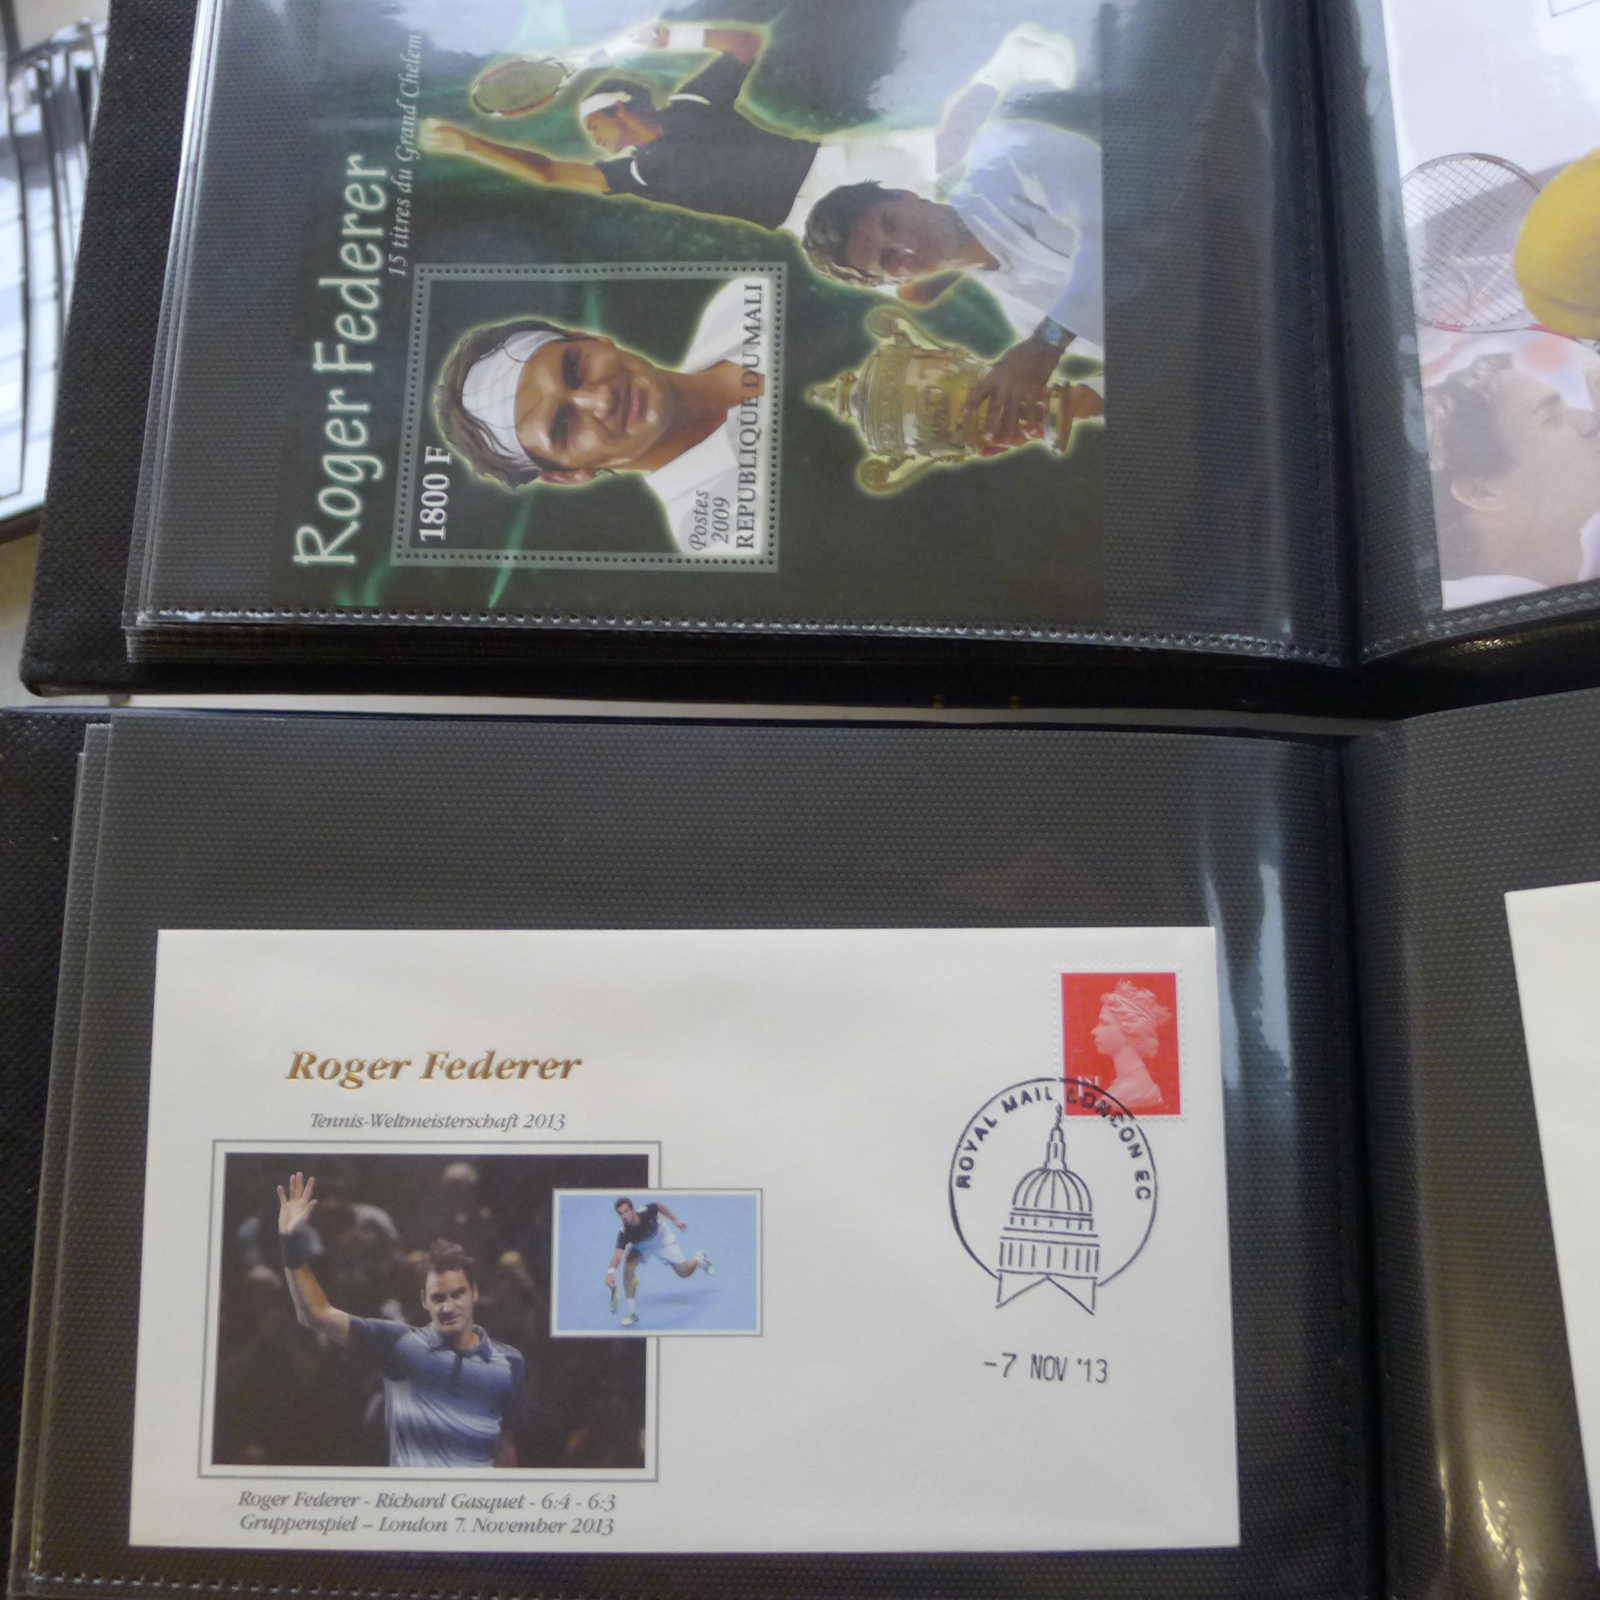 Roger Federer
15 titres du Grand Chelem
1800 F
Postes
2009
REPUBLIQUE DU MALI
Roger Federer
Tennis-Weltmeisterschaft 2013
1ST
ROYAL MAIL LONDON EC
-7 NOV '13
Roger Federer - Richard Gasquet - 6:4 - 6:3
Gruppenspiel – London 7. November 2013